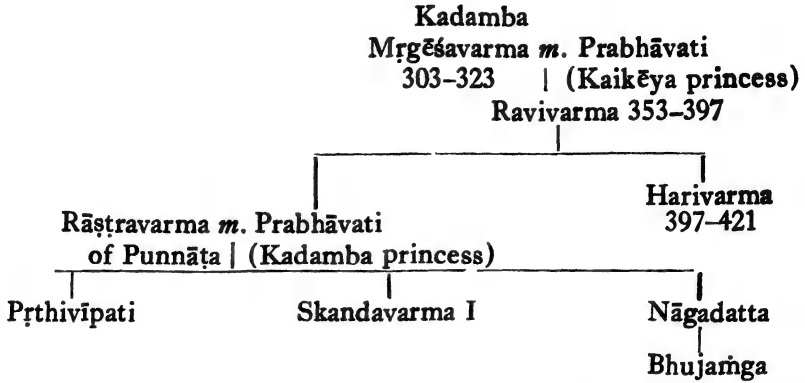 Kadamba
Mṛgēśavarma m. Prabhāvati
303–323 | (Kaikēya princess)
Ravivarma 353–397
Harivarma
397–421
Rāṣṭravarma m. Prabhāvati
of Punnāṭa | (Kadamba princess)
Pṛthivīpati Skandavarma I Nāgadatta
Bhujaṁga